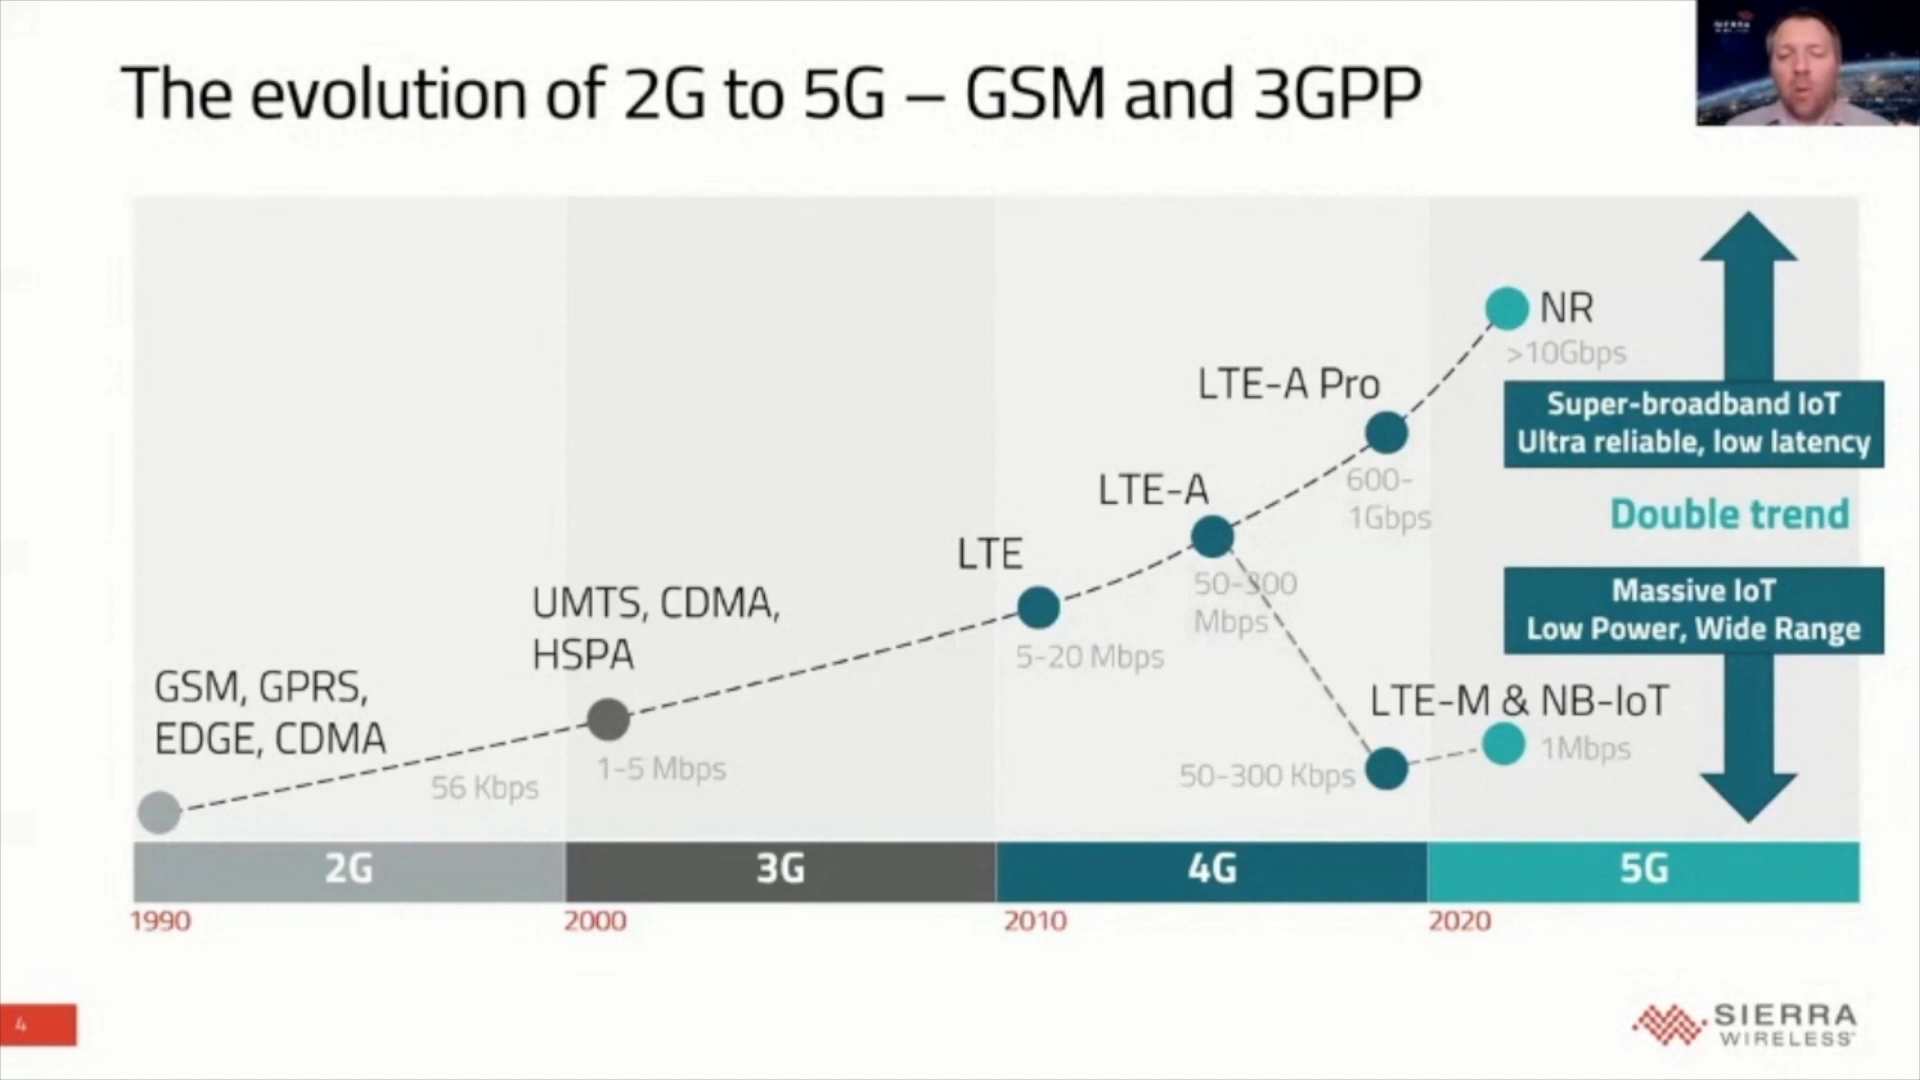 The evolution of 2G to 5G – GSM and 3GPP
NR
>10Gbps
LTE-A Pro
Super-broadband IoT
Ultra reliable, low latency
600-
1Gbps
LTE-A
Double trend
LTE
50-300
Mbps
Massive IoT
Low Power, Wide Range
UMTS, CDMA,
HSPA
5-20 Mbps
GSM, GPRS,
EDGE, CDMA
LTE-M & NB-IoT
1Mbps
56 Kbps
1-5 Mbps
50-300 Kbps
2G
3G
4G
5G
1990
2000
2010
2020
4
SIERRA
WIRELESS